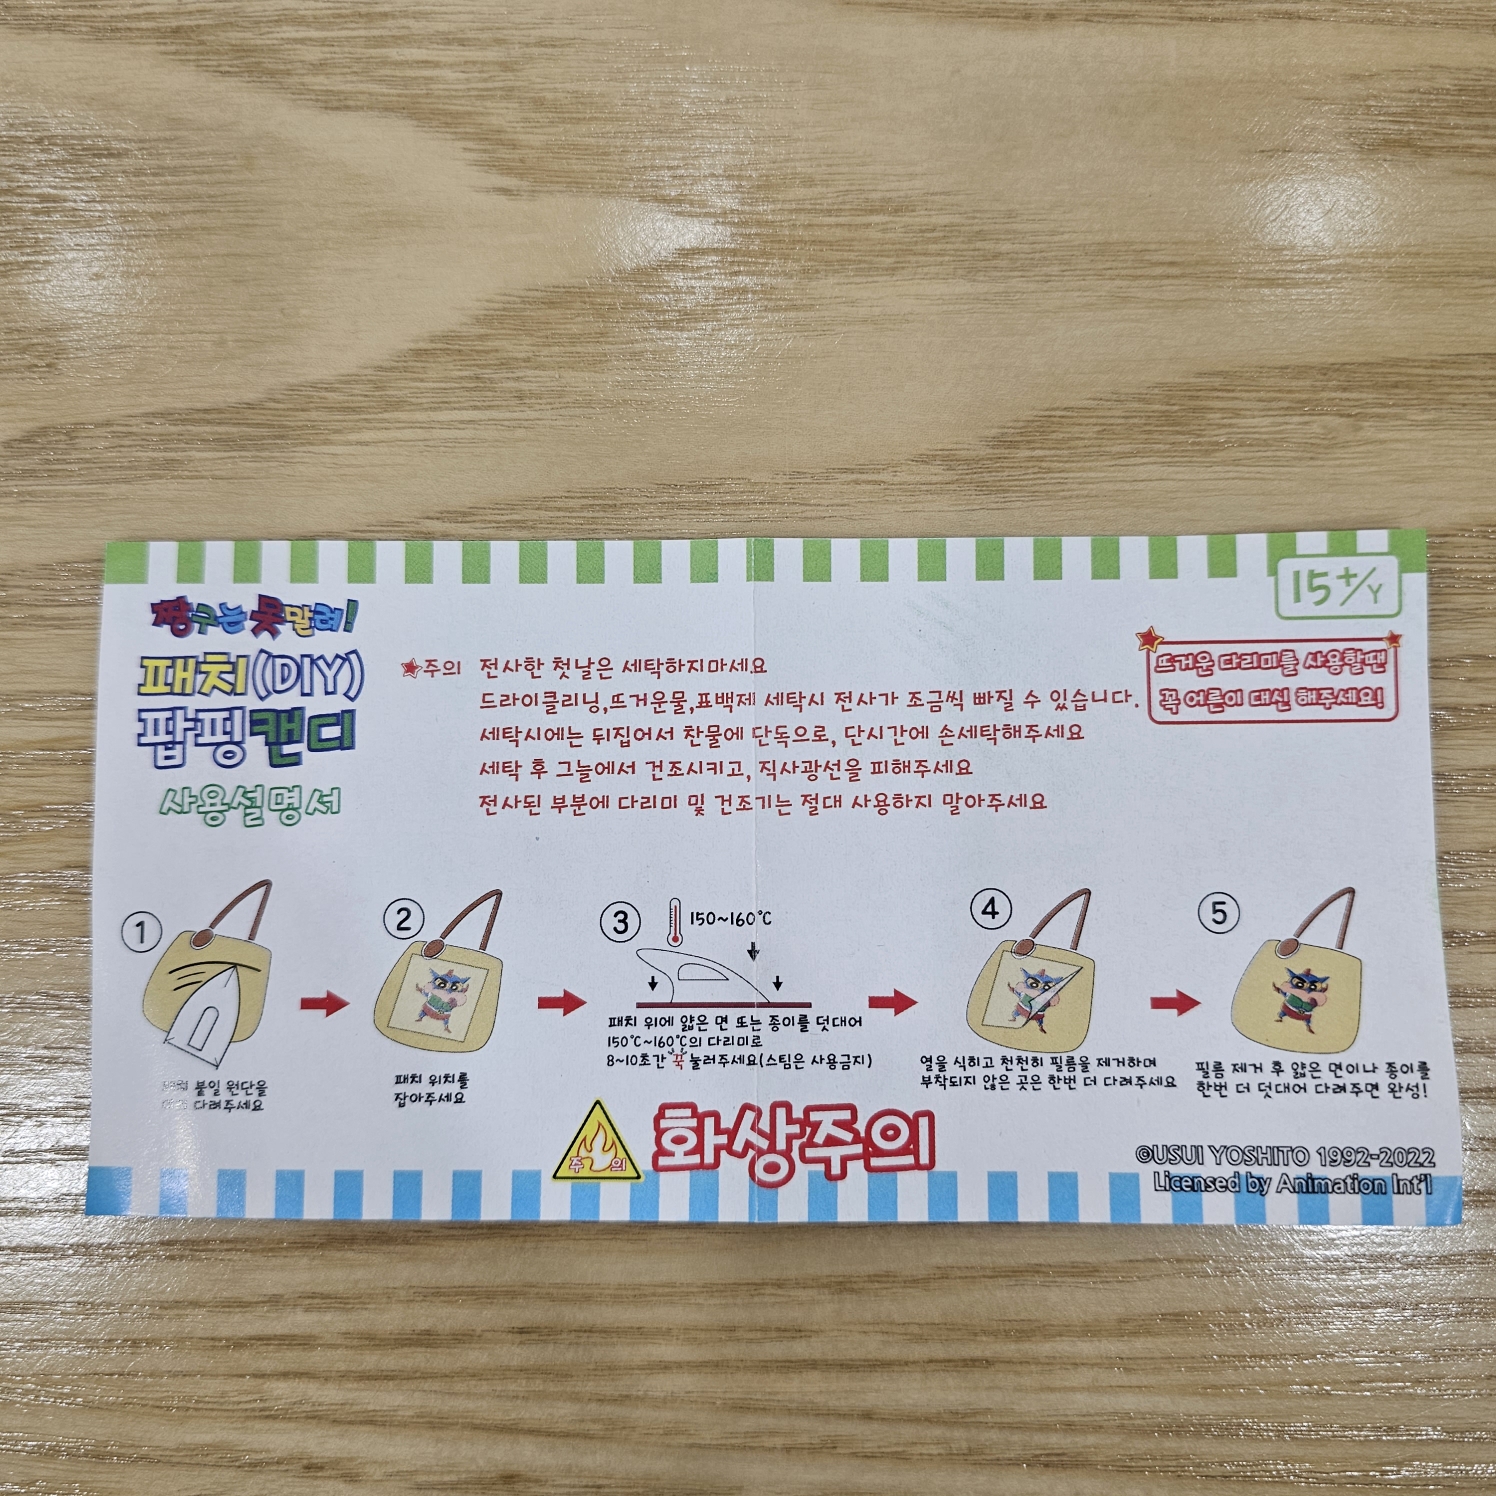 짱구는 못말려!
패치(DIY)
팝핑캔디
사용설명서
15+/Y
뜨거운 다리미를 사용할땐
꼭 어른이 대신 해주세요!
주의 전사한 첫날은 세탁하지마세요
드라이클리닝,뜨거운물,표백제 세탁시 전사가 조금씩 빠질 수 있습니다.
세탁시에는 뒤집어서 찬물에 단독으로, 단시간에 손세탁해주세요
세탁 후 그늘에서 건조시키고, 직사광선을 피해주세요
전사된 부분에 다리미 및 건조기는 절대 사용하지 말아주세요
1
붙일 원단을
다려주세요
2
패치 위치를
잡아주세요
3
150~160℃
패치 위에 얇은 면 또는 종이를 덧대어
150℃~160℃의 다리미로
8~10초간 꾹 눌러주세요(스팀은 사용금지)
4
열을 식히고 천천히 필름을 제거하며
부착되지 않은 곳은 한번 더 다려주세요
5
필름 제거 후 얇은 면이나 종이를
한번 더 덧대어 다려주면 완성!
주의
화상주의
©USUI YOSHITO 1992-2022
Licensed by Animation Int'l